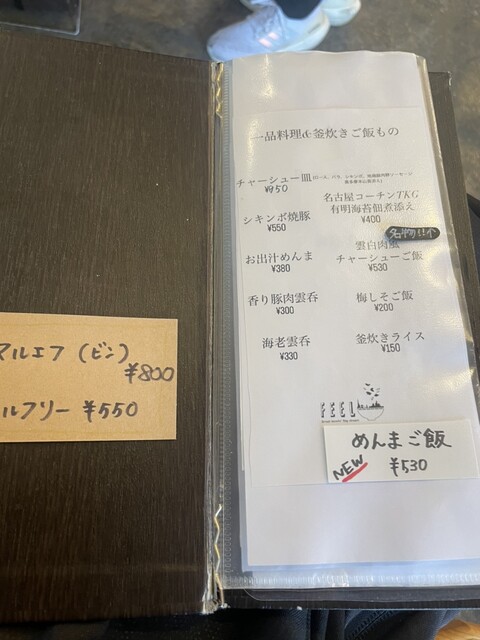 マルエフ（ビン）
¥800
ルフリー ¥550
一品料理&釜炊きご飯もの
チャーシュー皿
¥950
シキンボ焼豚
¥550
お出汁めんま
¥380
香り豚肉雲呑
¥300
海老雲呑
¥330
名古屋コーチンTKG
有明海苔佃煮添え
¥400
雲白肉風
チャーシューご飯
¥530
梅しそご飯
¥200
釜炊きライス
¥150
FEEL
めんまご飯
NEW ¥530